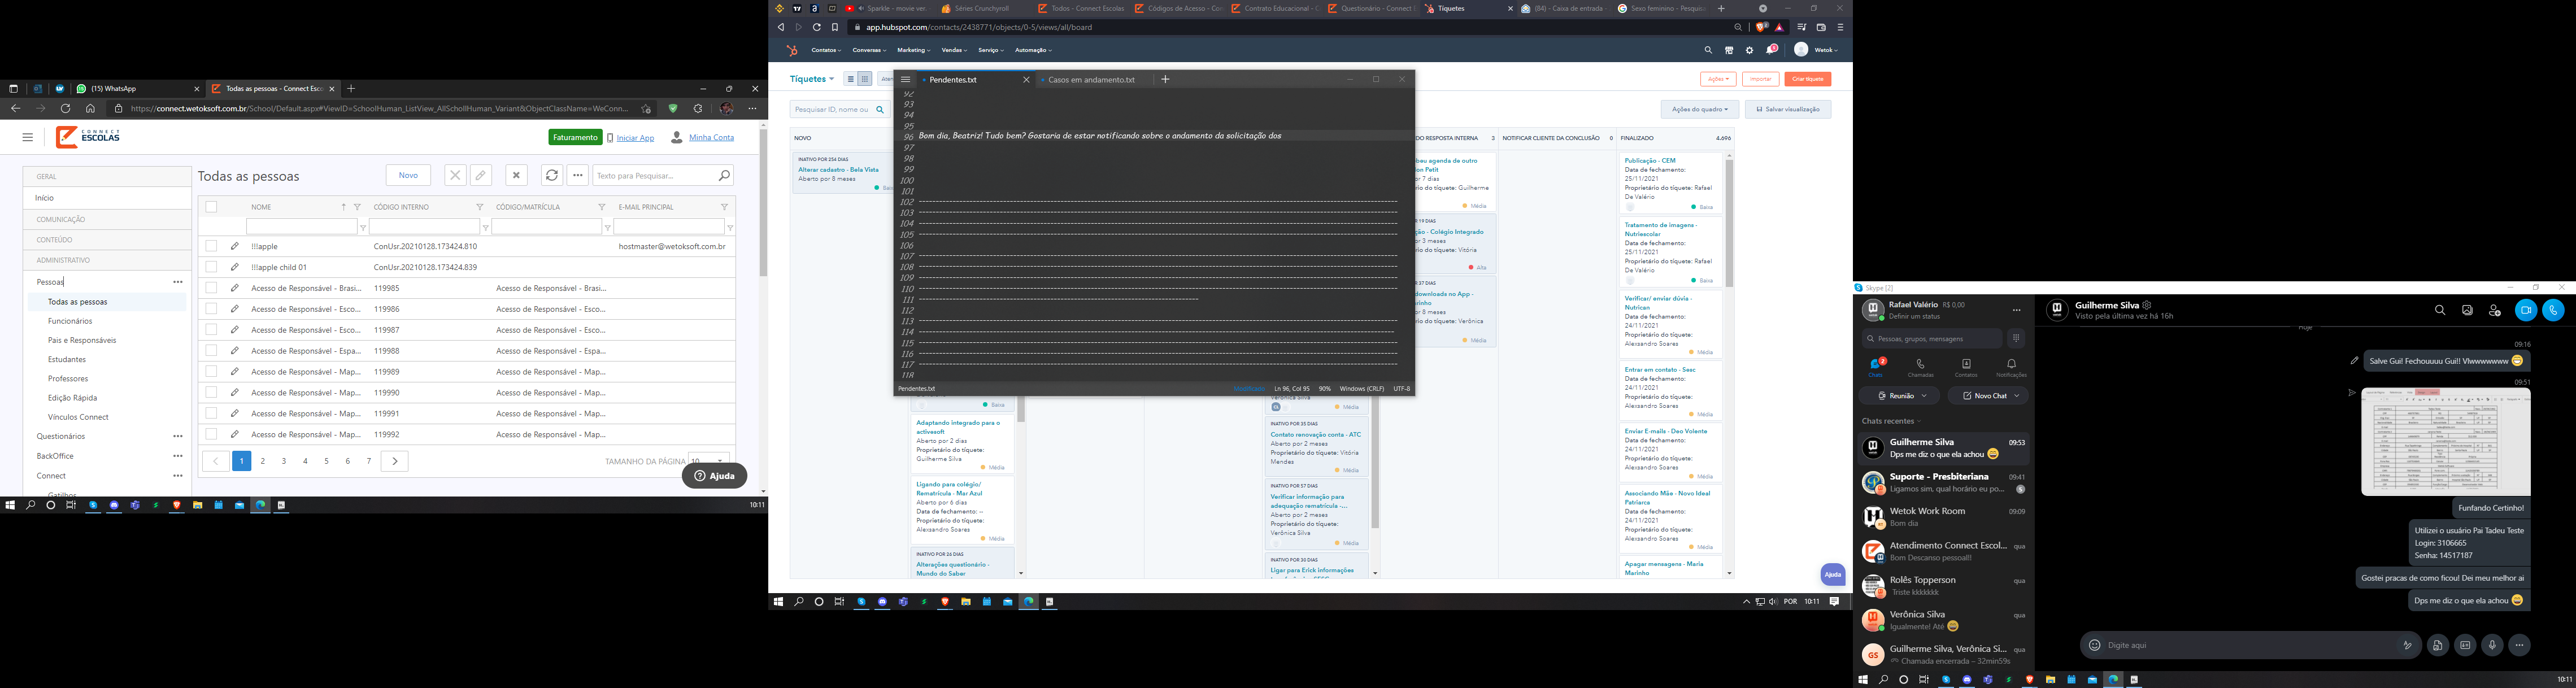 (15) WhatsApp
Todas as pessoas - Connect Esco
https://connect.wetoksoft.com.br/School/Default.aspx#ViewID=SchoolHuman_ListView_AllSchollHuman_Variant&ObjectClassName=WeConn...
CONNECT
ESCOLAS
Faturamento
Iniciar App
Minha Conta
GERAL
Início
COMUNICAÇÃO
CONTEÚDO
ADMINISTRATIVO
Pessoas
Todas as pessoas
Funcionários
Pais e Responsáveis
Estudantes
Professores
Edição Rápida
Vínculos Connect
Questionários
BackOffice
Connect
Gatilhos
Todas as pessoas
Novo
Texto para Pesquisar...
NOME CÓDIGO INTERNO CÓDIGO/MATRÍCULA E-MAIL PRINCIPAL
!!!apple ConUsr.20210128.173424.810 hostmaster@wetoksoft.com.br
!!!apple child 01 ConUsr.20210128.173424.839
Acesso de Responsável - Brasi... 119985 Acesso de Responsável - Brasi...
Acesso de Responsável - Esco... 119986 Acesso de Responsável - Esco...
Acesso de Responsável - Esco... 119987 Acesso de Responsável - Esco...
Acesso de Responsável - Espa... 119988 Acesso de Responsável - Espa...
Acesso de Responsável - Map... 119989 Acesso de Responsável - Map...
Acesso de Responsável - Map... 119990 Acesso de Responsável - Map...
Acesso de Responsável - Map... 119991 Acesso de Responsável - Map...
Acesso de Responsável - Map... 119992 Acesso de Responsável - Map...
1 2 3 4 5 6 7
TAMANHO DA PÁGINA 10
Ajuda
10:11
Sparkle - movie ver
Séries Crunchyroll
Todos - Connect Escolas
Códigos de Acesso - Con
Contrato Educacional - C
Questionário - Connect E
Tíquetes
(84) - Caixa de entrada -
Sexo feminino - Pesquisa
app.hubspot.com/contacts/2438771/objects/0-5/views/all/board
Contatos
Conversas
Marketing
Vendas
Serviço
Automação
Wetok
Tíquetes
Ações
Importar
Criar tíquete
Pesquisar ID, nome ou
Ações do quadro
Salvar visualização
NOVO
INATIVO POR 254 DIAS
Alterar cadastro - Bela Vista
Aberto por 8 meses
Baix
Pendentes.txt
Casos em andamento.txt
92
93
94
95
96 Bom dia, Beatriz! Tudo bem? Gostaria de estar notificando sobre o andamento da solicitação dos
97
98
99
100
101
102
103
104
105
106
107
108
109
110
111
112
113
114
115
116
117
118
Pendentes.txt
Modificado
Ln 96, Col 95
90%
Windows (CRLF)
UTF-8
Baixa
Adaptando integrado para o
activesoft
Aberto por 2 dias
Proprietário do tíquete:
Guilherme Silva
Média
Ligando para colégio/
Rematrícula - Mar Azul
Aberto por 6 dias
Data de fechamento: --
Proprietário do tíquete:
Alessandro Soares
Média
INATIVO POR 26 DIAS
Alterações questionário -
Mundo do Saber
Verônica Silva
Média
INATIVO POR 35 DIAS
Contato renovação conta - ATC
Aberto por 2 meses
Proprietário do tíquete: Vitória
Mendes
Média
INATIVO POR 57 DIAS
Verificar informação para
adequação rematrícula -...
Aberto por 2 meses
Proprietário do tíquete:
Verônica Silva
Média
INATIVO POR 30 DIAS
Ligar para Erick informações
DO RESPOSTA INTERNA 3
beu agenda de outro
on Petit
or 7 dias
rio do tíquete: Guilherme
Média
R 19 DIAS
ção - Colégio Integrado
or 3 meses
rio do tíquete: Vitória
Alta
R 37 DIAS
downloads no App -
rinho
or 8 meses
rio do tíquete: Verônica
Média
NOTIFICAR CLIENTE DA CONCLUSÃO 0
FINALIZADO 4.696
Publicação - CEM
Data de fechamento:
25/11/2021
Proprietário do tíquete: Rafael
De Valério
Baixa
Tratamento de imagens -
Nutriescolar
Data de fechamento:
25/11/2021
Proprietário do tíquete: Rafael
De Valério
Baixa
Verificar/ enviar dúvia -
Nutrican
Data de fechamento:
24/11/2021
Proprietário do tíquete:
Alessandro Soares
Média
Entrar em contato - Sesc
Data de fechamento:
24/11/2021
Proprietário do tíquete:
Alessandro Soares
Média
Enviar E-mails - Deo Volente
Data de fechamento:
24/11/2021
Proprietário do tíquete:
Alessandro Soares
Média
Associando Mãe - Novo Ideal
Patriarca
Data de fechamento:
24/11/2021
Proprietário do tíquete:
Alessandro Soares
Média
Apagar mensagens - Maria
Marinho
Ajuda
POR
10:11
Skype [2]
Rafael Valério R$ 0,00
Definir um status
Pessoas, grupos, mensagens
Chats
Chamadas
Contatos
Notificações
Reunião
Novo Chat
Chats recentes
Guilherme Silva 09:53
Dps me diz o que ela achou
Suporte - Presbiteriana 09:41
Ligamos sim, qual horário eu po...
Wetok Work Room 09:09
Bom dia
Atendimento Connect Escol... qua
Bom Descanso pessoal!!
Rolês Topperson qua
Triste kkkkkkk
Verônica Silva qua
Igualmente! Até
Guilherme Silva, Verônica Si... qua
Chamada encerrada – 32min59s
Guilherme Silva
Visto pela última vez há 16h
Hoje
09:16
Salve Gui! Fechouuuu Gui!! Vlwwwwwww
09:51
Funfando Certinho!
Utilizei o usuário Pai Tadeu Teste
Login: 3106665
Senha: 14517187
Gostei pracas de como ficou! Dei meu melhor ai
Dps me diz o que ela achou
Digite aqui
10:11